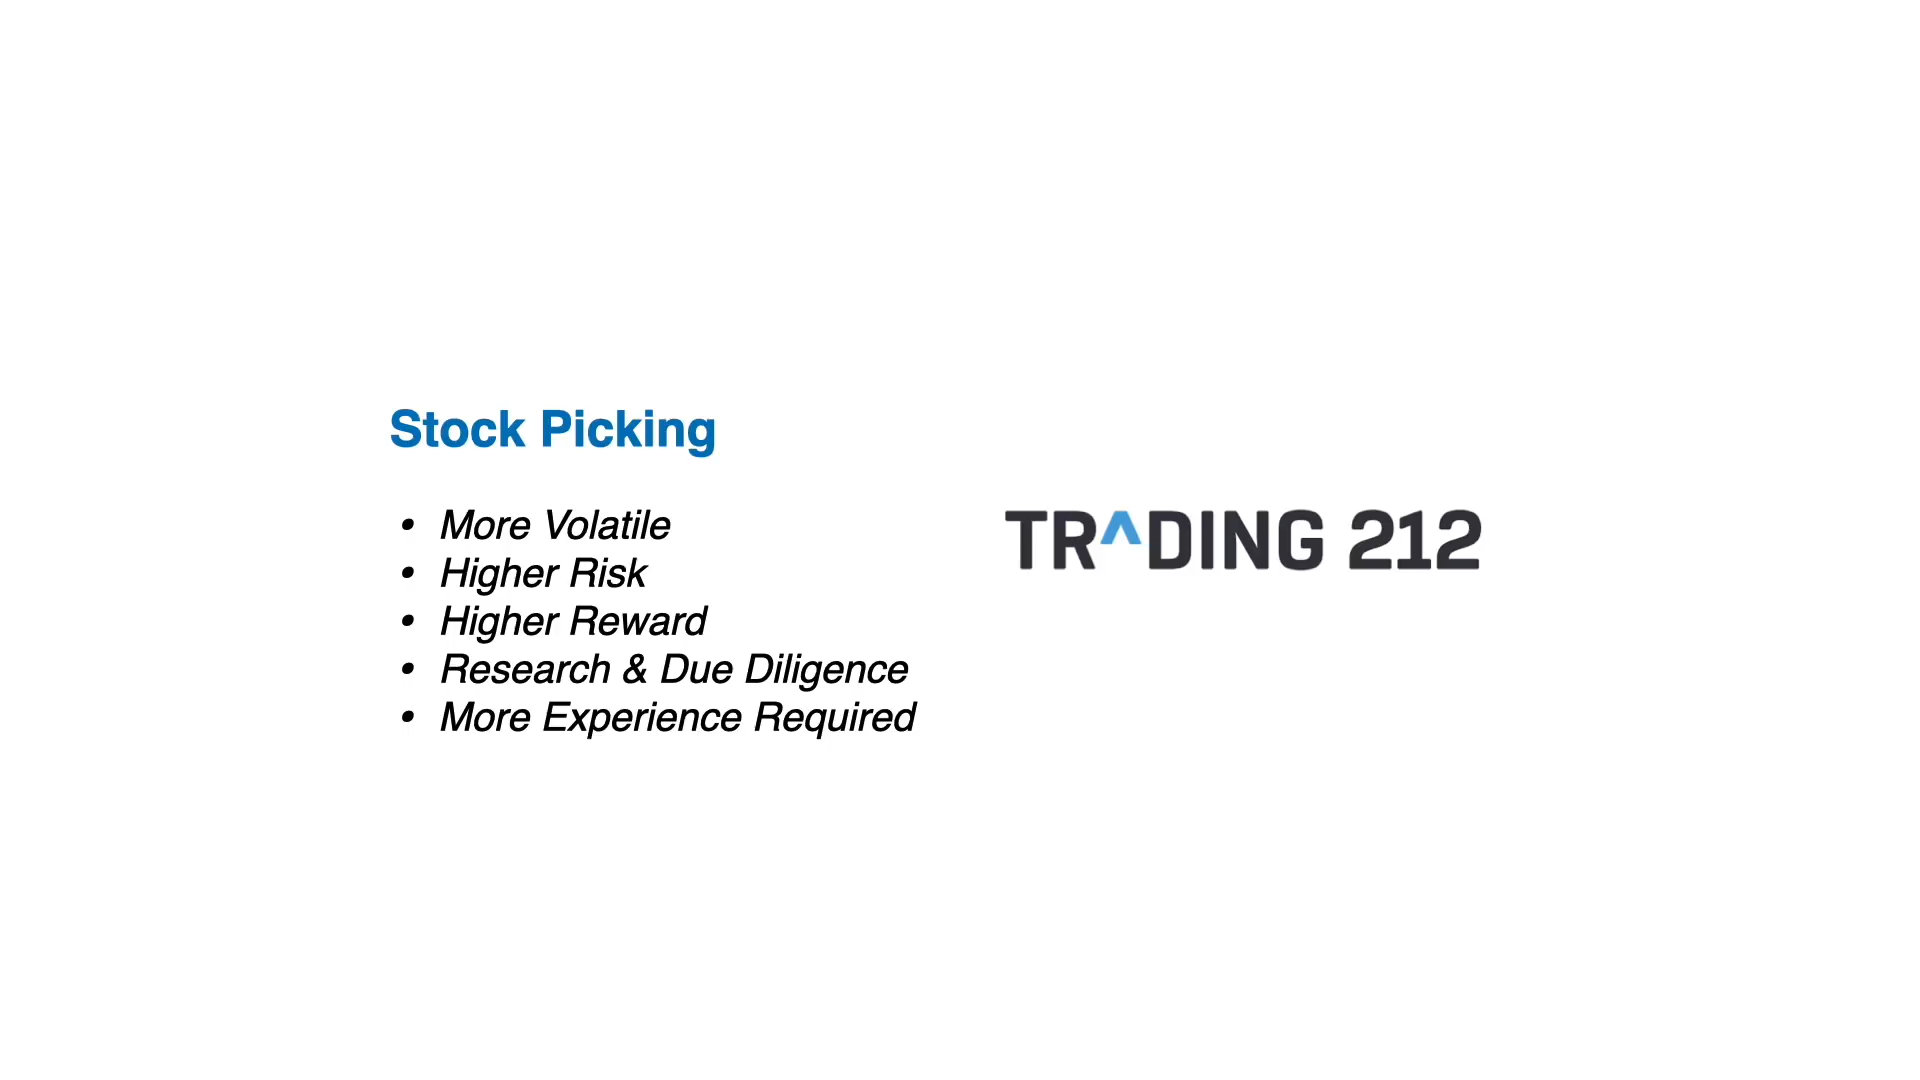 Stock Picking
• More Volatile
• Higher Risk
• Higher Reward
• Research & Due Diligence
• More Experience Required
TRADING 212